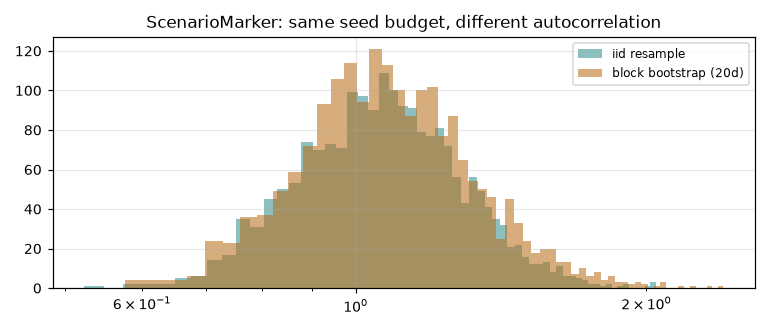 ScenarioMarker: same seed budget, different autocorrelation
iid resample
block bootstrap (20d)
120
100
80
60
40
20
0
6 × 10⁻¹
10⁰
2 × 10⁰